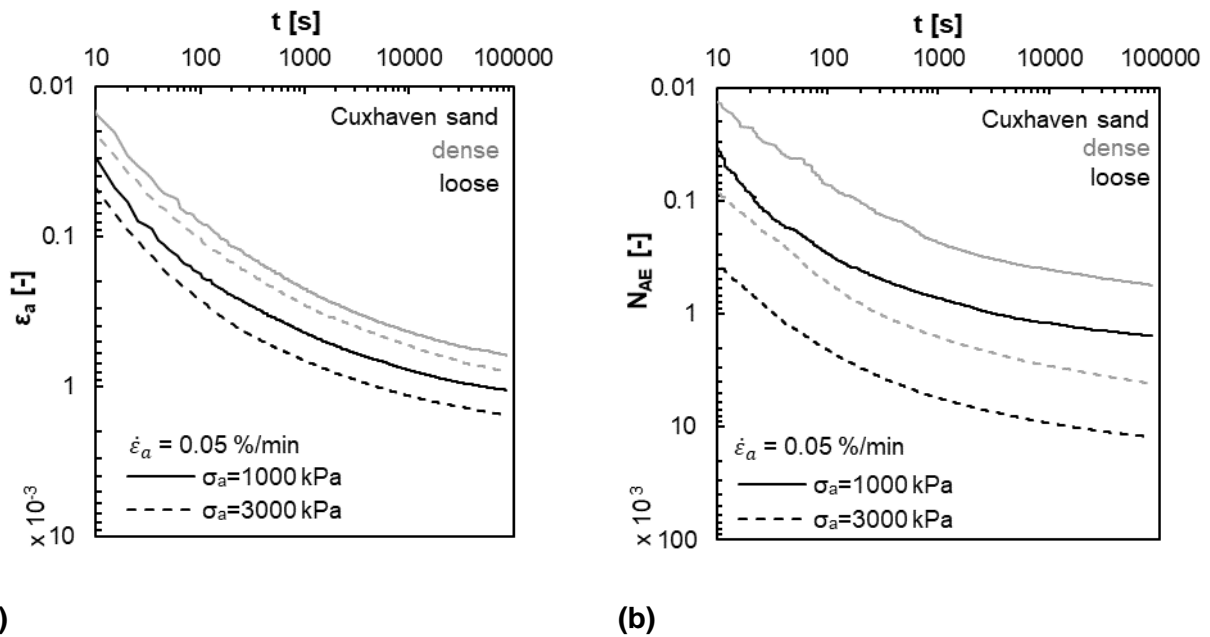 t [s]
10 100 1000 10000 100000
0.01
0.1
1
x 10⁻³
10
εₐ [-]
Cuxhaven sand
dense
loose
ε̇ₐ = 0.05 %/min
σₐ=1000 kPa
σₐ=3000 kPa
)
t [s]
10 100 1000 10000 100000
0.01
0.1
1
10
x 10³
100
N_AE [-]
Cuxhaven sand
dense
loose
ε̇ₐ = 0.05 %/min
σₐ=1000 kPa
σₐ=3000 kPa
(b)